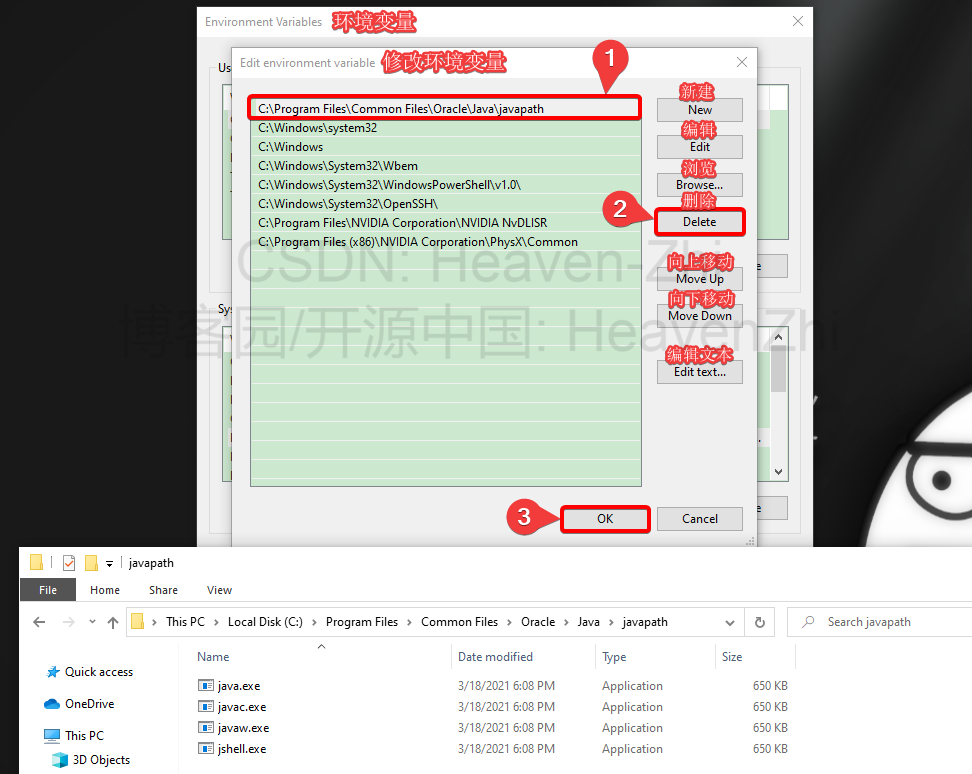 Environment Variables 环境变量
Us
Edit environment variable 修改环境变量
1
C:\Program Files\Common Files\Oracle\Java\javapath
C:\Windows\system32
C:\Windows
C:\Windows\System32\Wbem
C:\Windows\System32\WindowsPowerShell\v1.0\
C:\Windows\System32\OpenSSH\
C:\Program Files\NVIDIA Corporation\NVIDIA NvDLISR
C:\Program Files (x86)\NVIDIA Corporation\PhysX\Common
新建
New
编辑
Edit
浏览
Browse...
删除
2
Delete
向上移动
Move Up
向下移动
Move Down
编辑文本
Edit text...
CSDN: Heaven-Zhi
博客园/开源中国: HeavenZhi
Sys
3
OK
Cancel
javapath
File
Home
Share
View
This PC
Local Disk (C:)
Program Files
Common Files
Oracle
Java
javapath
Search javapath
Quick access
OneDrive
This PC
3D Objects
Name Date modified Type Size
java.exe 3/18/2021 6:08 PM Application 650 KB
javac.exe 3/18/2021 6:08 PM Application 650 KB
javaw.exe 3/18/2021 6:08 PM Application 650 KB
jshell.exe 3/18/2021 6:08 PM Application 650 KB